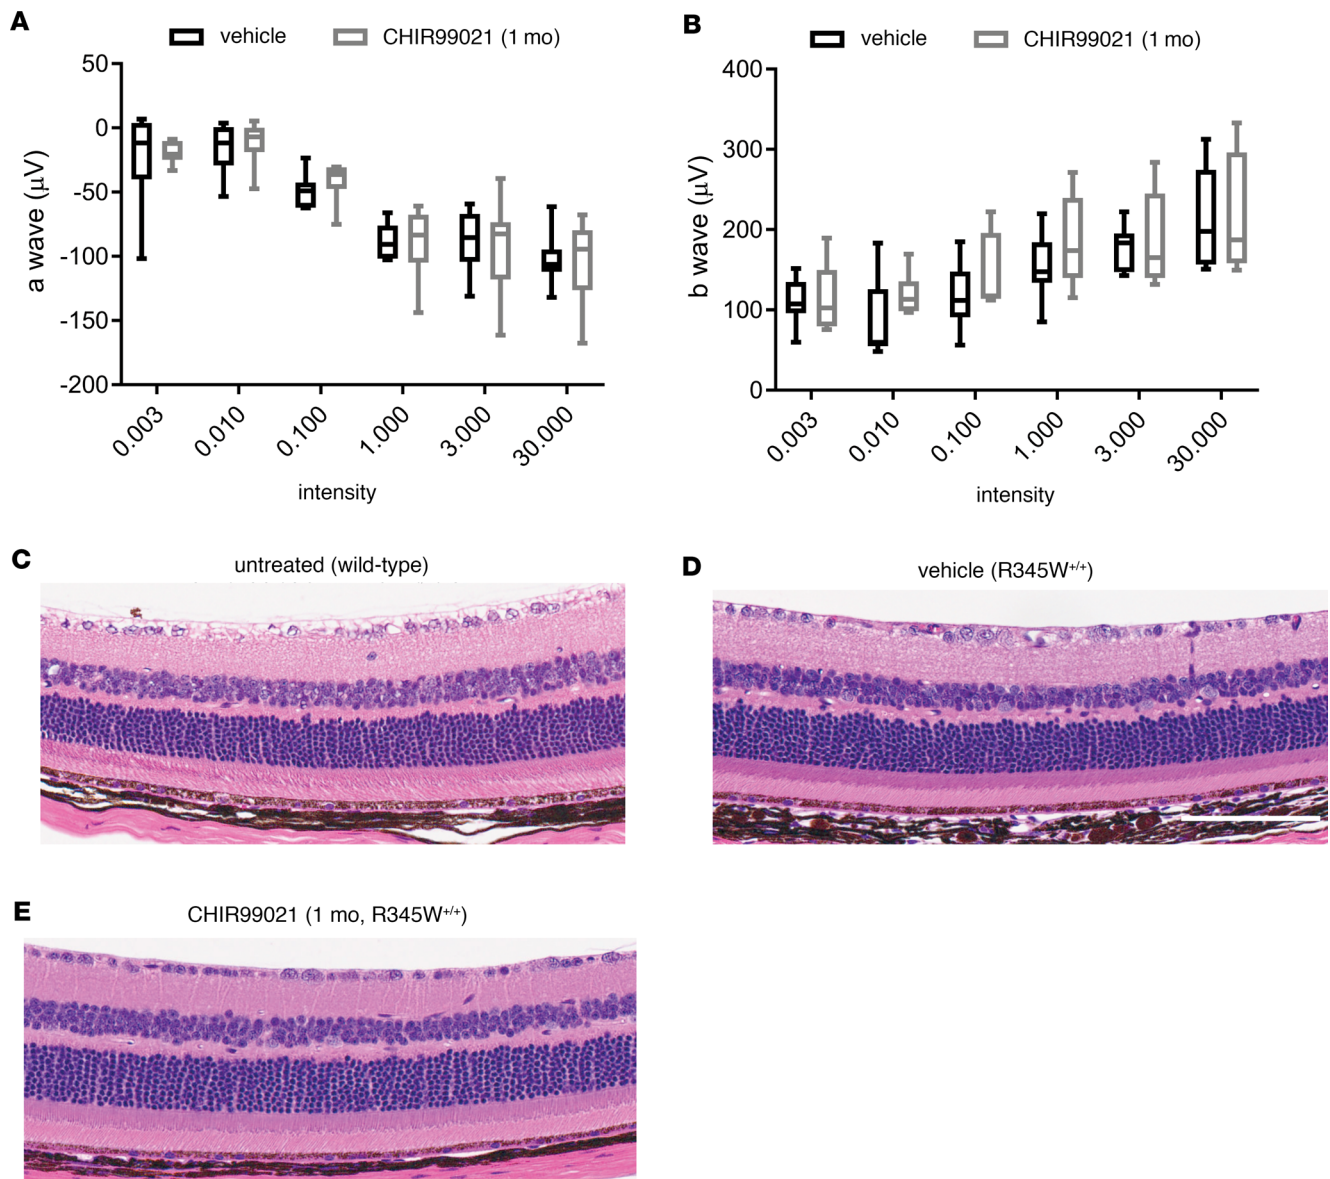 A
vehicle
CHIR99021 (1 mo)
50
0
-50
-100
-150
-200
a wave (µV)
0.003
0.010
0.100
1.000
3.000
30.000
intensity
B
vehicle
CHIR99021 (1 mo)
400
300
200
100
0
b wave (µV)
0.003
0.010
0.100
1.000
3.000
30.000
intensity
C
untreated (wild-type)
D
vehicle (R345W+/+)
E
CHIR99021 (1 mo, R345W+/+)